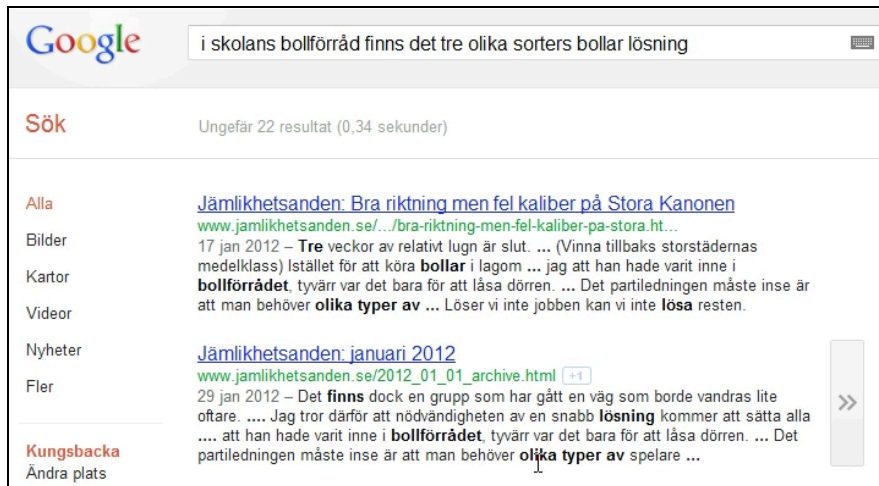 Google
i skolans bollförråd finns det tre olika sorters bollar lösning
Sök
Ungefär 22 resultat (0,34 sekunder)
Alla
Bilder
Kartor
Videor
Nyheter
Fler
Kungsbacka
Ändra plats
Jämlikhetsanden: Bra riktning men fel kaliber på Stora Kanonen
www.jamlikhetsanden.se/.../bra-riktning-men-fel-kaliber-pa-stora.ht...
17 jan 2012 – Tre veckor av relativt lugn är slut. ... (Vinna tillbaks storstädernas
medelklass) Istället för att köra bollar i lagom ... jag att han hade varit inne i
bollförrådet, tyvärr var det bara för att låsa dörren. ... Det partiledningen måste inse är
att man behöver olika typer av ... Löser vi inte jobben kan vi inte lösa resten.
Jämlikhetsanden: januari 2012
www.jamlikhetsanden.se/2012_01_01_archive.html +1
29 jan 2012 – Det finns dock en grupp som har gått en väg som borde vandras lite
oftare. .... Jag tror därför att nödvändigheten av en snabb lösning kommer att sätta alla
.... att han hade varit inne i bollförrådet, tyvärr var det bara för att låsa dörren. ... Det
partiledningen måste inse är att man behöver olika typer av spelare ...